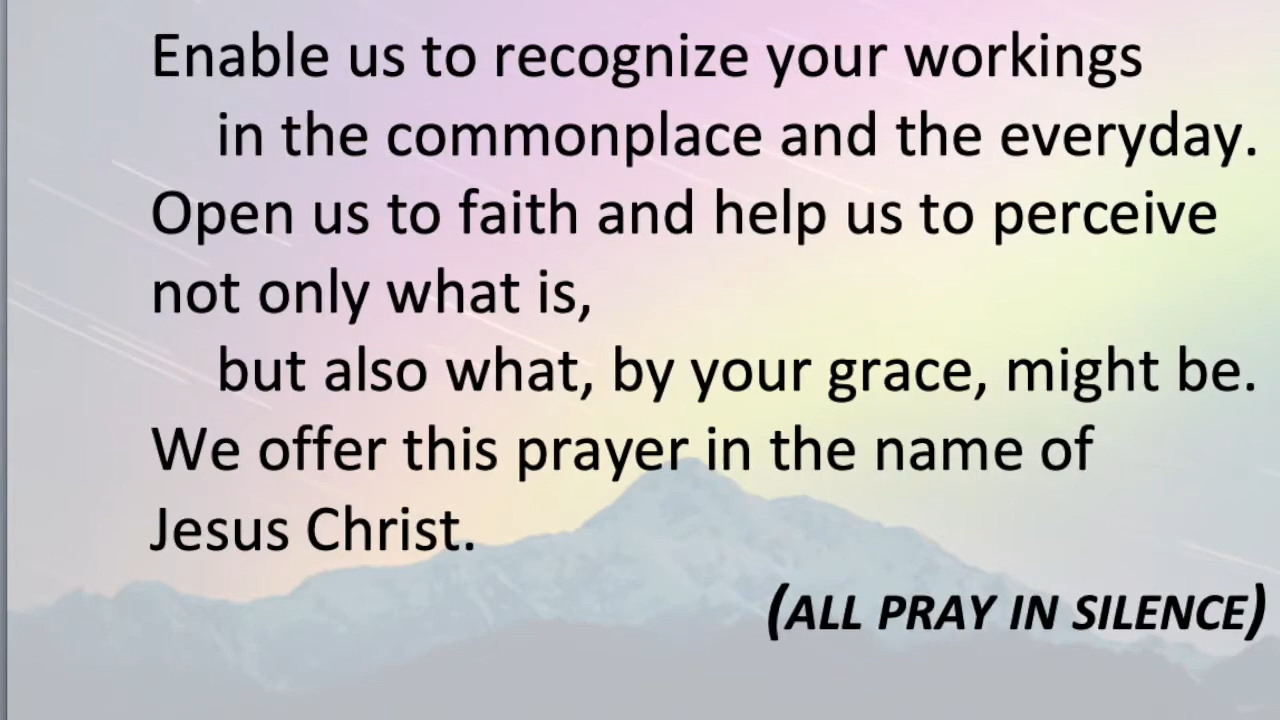 Enable us to recognize your workings
in the commonplace and the everyday.
Open us to faith and help us to perceive
not only what is,
but also what, by your grace, might be.
We offer this prayer in the name of
Jesus Christ.
(ALL PRAY IN SILENCE)